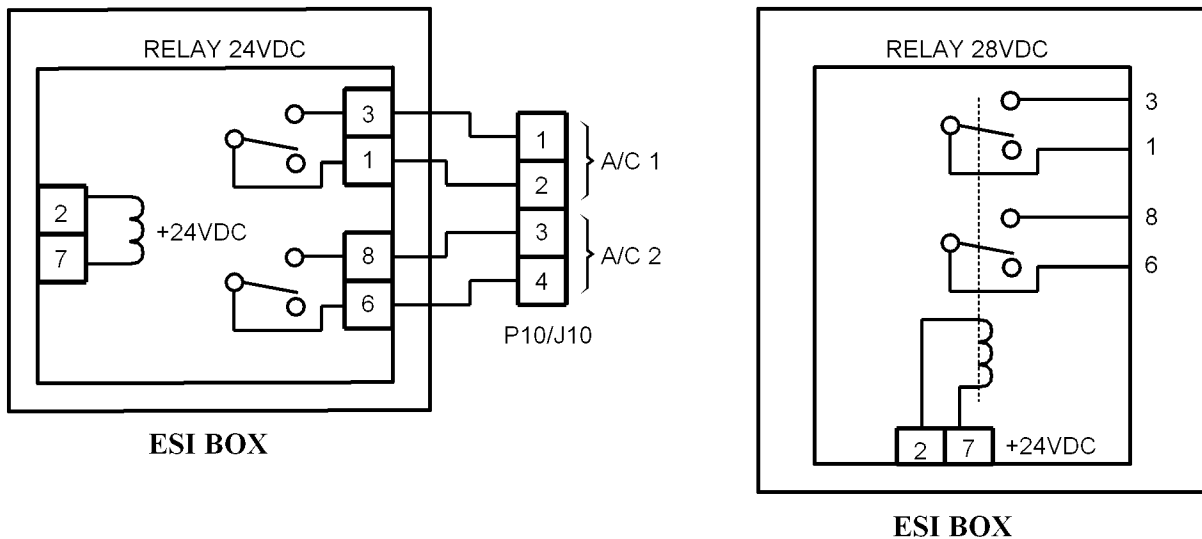 RELAY 24VDC
3
1
2
7
+24VDC
8
6
1
2
3
4
A/C 1
A/C 2
P10/J10
ESI BOX
RELAY 28VDC
3
1
8
6
2
7
+24VDC
ESI BOX